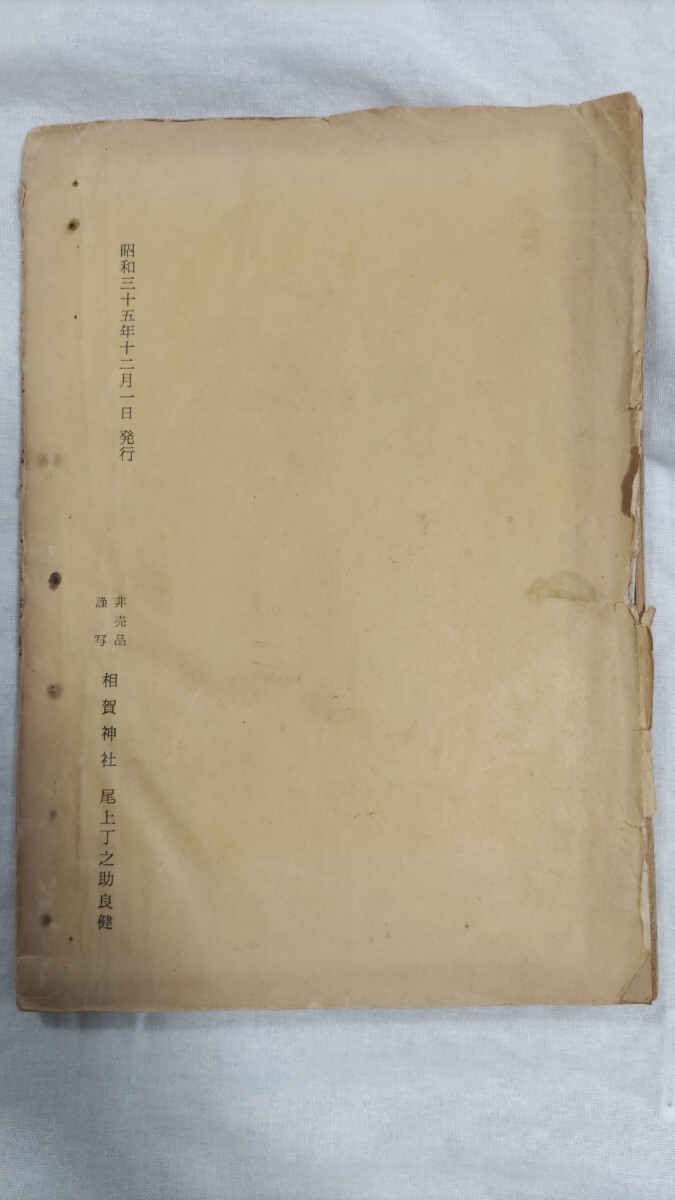 昭和三十五年十二月一日 発行
非売品
謹写
相賀神社 尾上丁之助良健